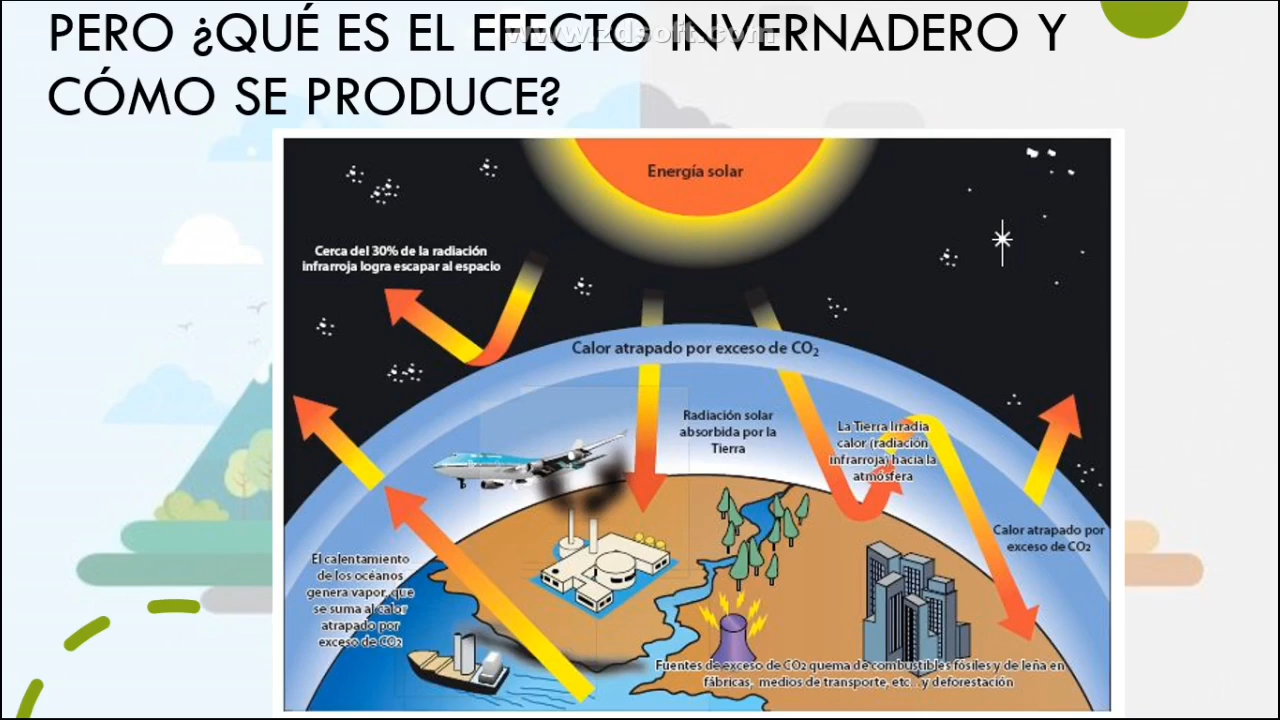 PERO ¿QUÉ ES EL EFECTO INVERNADERO Y
CÓMO SE PRODUCE?
www.zdsoft.com
Energía solar
Cerca del 30% de la radiación
infrarroja logra escapar al espacio
Calor atrapado por exceso de CO₂
Radiación solar
absorbida por la
Tierra
La Tierra Irradia
calor (radiación
infrarroja) hacia la
atmósfera
Calor atrapado por
exceso de CO₂
El calentamiento
de los océanos
genera vapor, que
se suma al calor
atrapado por
exceso de CO₂
Fuentes de exceso de CO₂ quema de combustibles fósiles y de leña en
fábricas, medios de transporte, etc...y deforestación